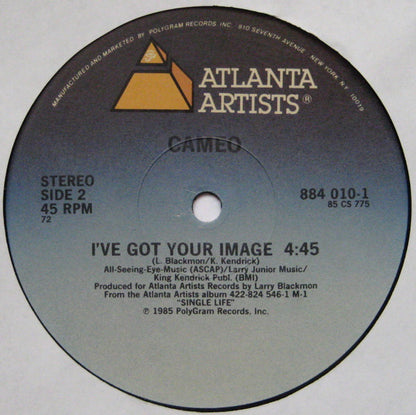 MANUFACTURED AND MARKETED BY POLYGRAM RECORDS INC. 810 SEVENTH AVENUE, NEW YORK, N.Y. 10019
ATLANTA
ARTISTS®
CAMEO
STEREO
SIDE 2
45 RPM
72
884 010-1
85 CS 775
I'VE GOT YOUR IMAGE 4:45
(L. Blackmon/K. Kendrick)
All-Seeing-Eye-Music (ASCAP)/Larry Junior Music/
King Kendrick Publ. (BMI)
Produced for Atlanta Artists Records by Larry Blackmon
From the Atlanta Artists album 422-824 546-1 M-1
"SINGLE LIFE"
℗ 1985 PolyGram Records, Inc.